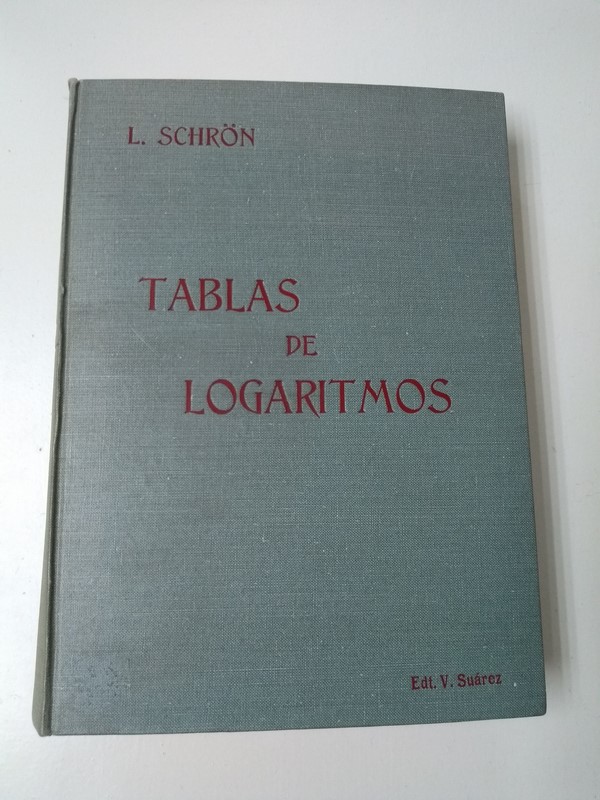 L. SCHRÖN
TABLAS
DE
LOGARITMOS
Edt. V. Suárez